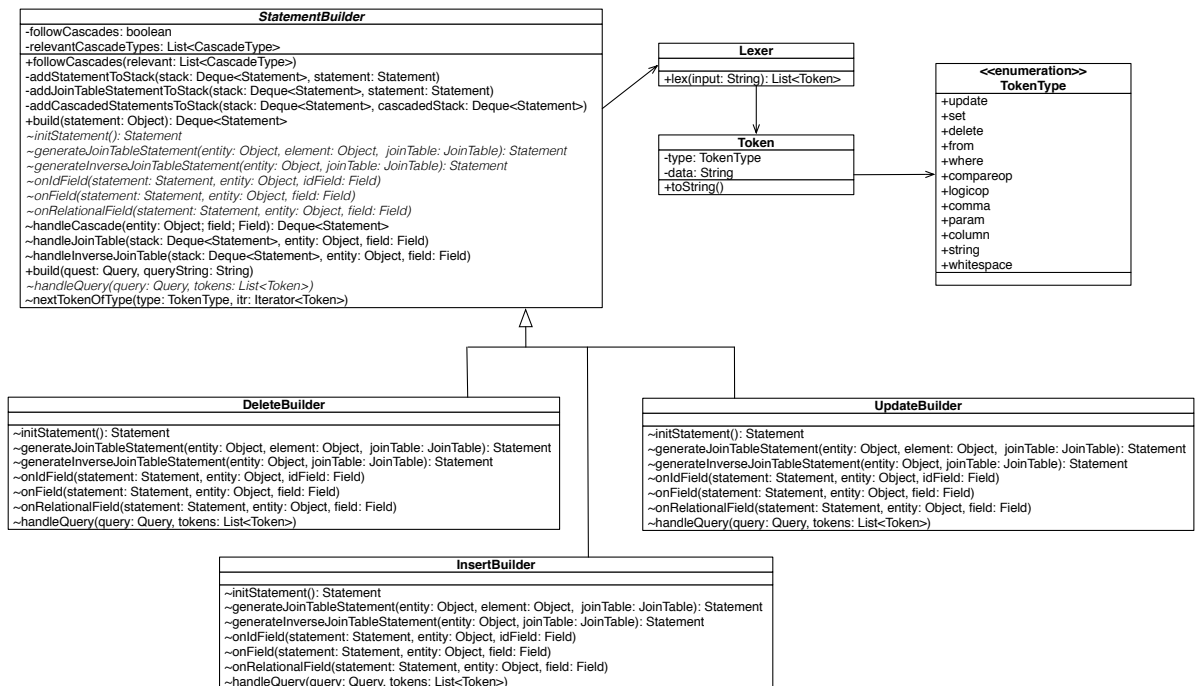 StatementBuilder
-followCascades: boolean
-relevantCascadeTypes: List<CascadeType>
+followCascades(relevant: List<CascadeType>)
-addStatementToStack(stack: Deque<Statement>, statement: Statement)
-addJoinTableStatementToStack(stack: Deque<Statement>, statement: Statement)
-addCascadedStatementsToStack(stack: Deque<Statement>, cascadedStack: Deque<Statement>)
+build(statement: Object): Deque<Statement>
~initStatement(): Statement
~generateJoinTableStatement(entity: Object, element: Object, joinTable: JoinTable): Statement
~generateInverseJoinTableStatement(entity: Object, joinTable: JoinTable): Statement
~onIdField(statement: Statement, entity: Object, idField: Field)
~onField(statement: Statement, entity: Object, field: Field)
~onRelationalField(statement: Statement, entity: Object, field: Field)
~handleCascade(entity: Object; field; Field): Deque<Statement>
~handleJoinTable(stack: Deque<Statement>, entity: Object, field: Field)
~handleInverseJoinTable(stack: Deque<Statement>, entity: Object, field: Field)
+build(quest: Query, queryString: String)
~handleQuery(query: Query, tokens: List<Token>)
~nextTokenOfType(type: TokenType, itr: Iterator<Token>)
Lexer
+lex(input: String): List<Token>
Token
-type: TokenType
-data: String
+toString()
<<enumeration>>
TokenType
+update
+set
+delete
+from
+where
+compareop
+logicop
+comma
+param
+column
+string
+whitespace
DeleteBuilder
~initStatement(): Statement
~generateJoinTableStatement(entity: Object, element: Object, joinTable: JoinTable): Statement
~generateInverseJoinTableStatement(entity: Object, joinTable: JoinTable): Statement
~onIdField(statement: Statement, entity: Object, idField: Field)
~onField(statement: Statement, entity: Object, field: Field)
~onRelationalField(statement: Statement, entity: Object, field: Field)
~handleQuery(query: Query, tokens: List<Token>)
UpdateBuilder
~initStatement(): Statement
~generateJoinTableStatement(entity: Object, element: Object, joinTable: JoinTable): Statement
~generateInverseJoinTableStatement(entity: Object, joinTable: JoinTable): Statement
~onIdField(statement: Statement, entity: Object, idField: Field)
~onField(statement: Statement, entity: Object, field: Field)
~onRelationalField(statement: Statement, entity: Object, field: Field)
~handleQuery(query: Query, tokens: List<Token>)
InsertBuilder
~initStatement(): Statement
~generateJoinTableStatement(entity: Object, element: Object, joinTable: JoinTable): Statement
~generateInverseJoinTableStatement(entity: Object, joinTable: JoinTable): Statement
~onIdField(statement: Statement, entity: Object, idField: Field)
~onField(statement: Statement, entity: Object, field: Field)
~onRelationalField(statement: Statement, entity: Object, field: Field)
~handleQuery(query: Query, tokens: List<Token>)